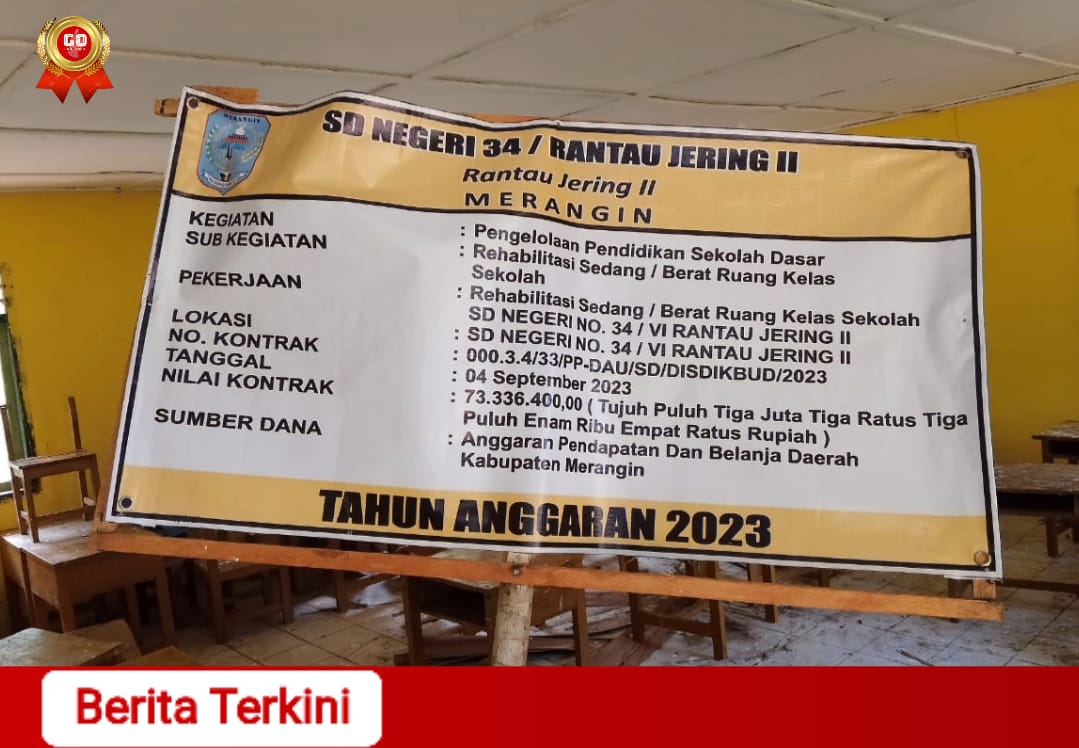 GO
MERANGIN
SD NEGERI 34 / RANTAU JERING II
Rantau Jering II
MERANGIN
KEGIATAN : Pengelolaan Pendidikan Sekolah Dasar
SUB KEGIATAN : Rehabilitasi Sedang / Berat Ruang Kelas
Sekolah
PEKERJAAN : Rehabilitasi Sedang / Berat Ruang Kelas Sekolah
SD NEGERI NO. 34 / VI RANTAU JERING II
LOKASI : SD NEGERI NO. 34 / VI RANTAU JERING II
NO. KONTRAK : 000.3.4/33/PP-DAU/SD/DISDIKBUD/2023
TANGGAL : 04 September 2023
NILAI KONTRAK : 73.336.400,00 ( Tujuh Puluh Tiga Juta Tiga Ratus Tiga
Puluh Enam Ribu Empat Ratus Rupiah )
SUMBER DANA : Anggaran Pendapatan Dan Belanja Daerah
Kabupaten Merangin
TAHUN ANGGARAN 2023
Berita Terkini